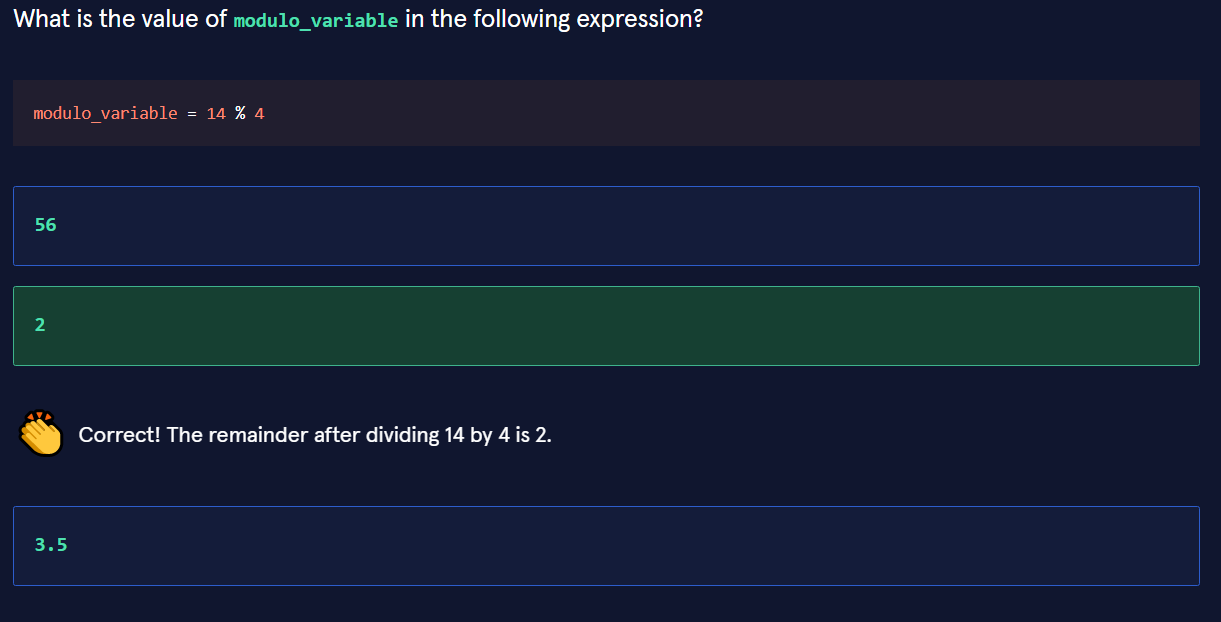 What is the value of modulo_variable in the following expression?
modulo_variable = 14 % 4
56
2
Correct! The remainder after dividing 14 by 4 is 2.
3.5